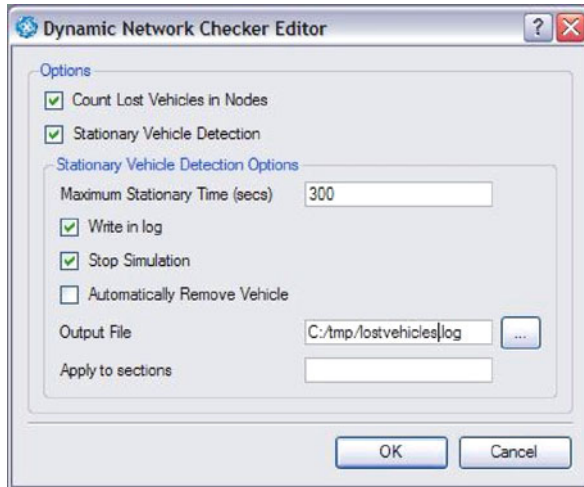 Dynamic Network Checker Editor
Options
Count Lost Vehicles in Nodes
Stationary Vehicle Detection
Stationary Vehicle Detection Options
Maximum Stationary Time (secs) 300
Write in log
Stop Simulation
Automatically Remove Vehicle
Output File C:/tmp/lostvehicles.log ...
Apply to sections
OK Cancel